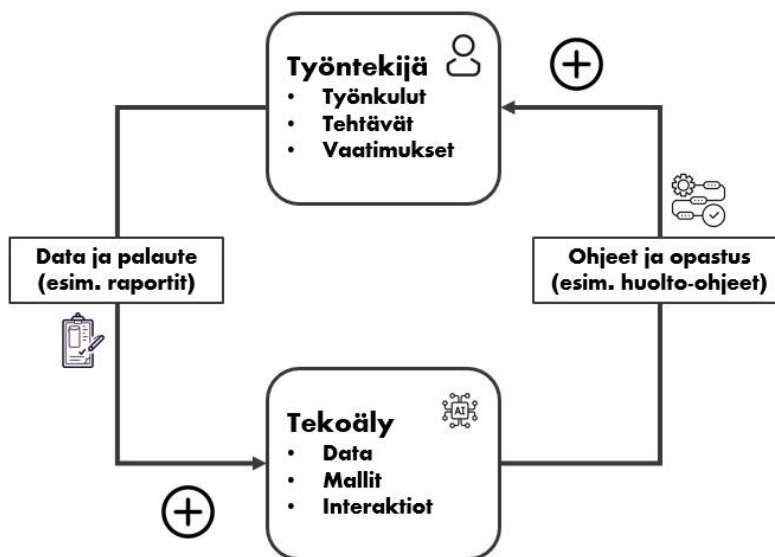 Työntekijä
• Työnkulut
• Tehtävät
• Vaatimukset
Data ja palaute
(esim. raportit)
Ohjeet ja opastus
(esim. huolto-ohjeet)
Tekoäly
AI
• Data
• Mallit
• Interaktiot